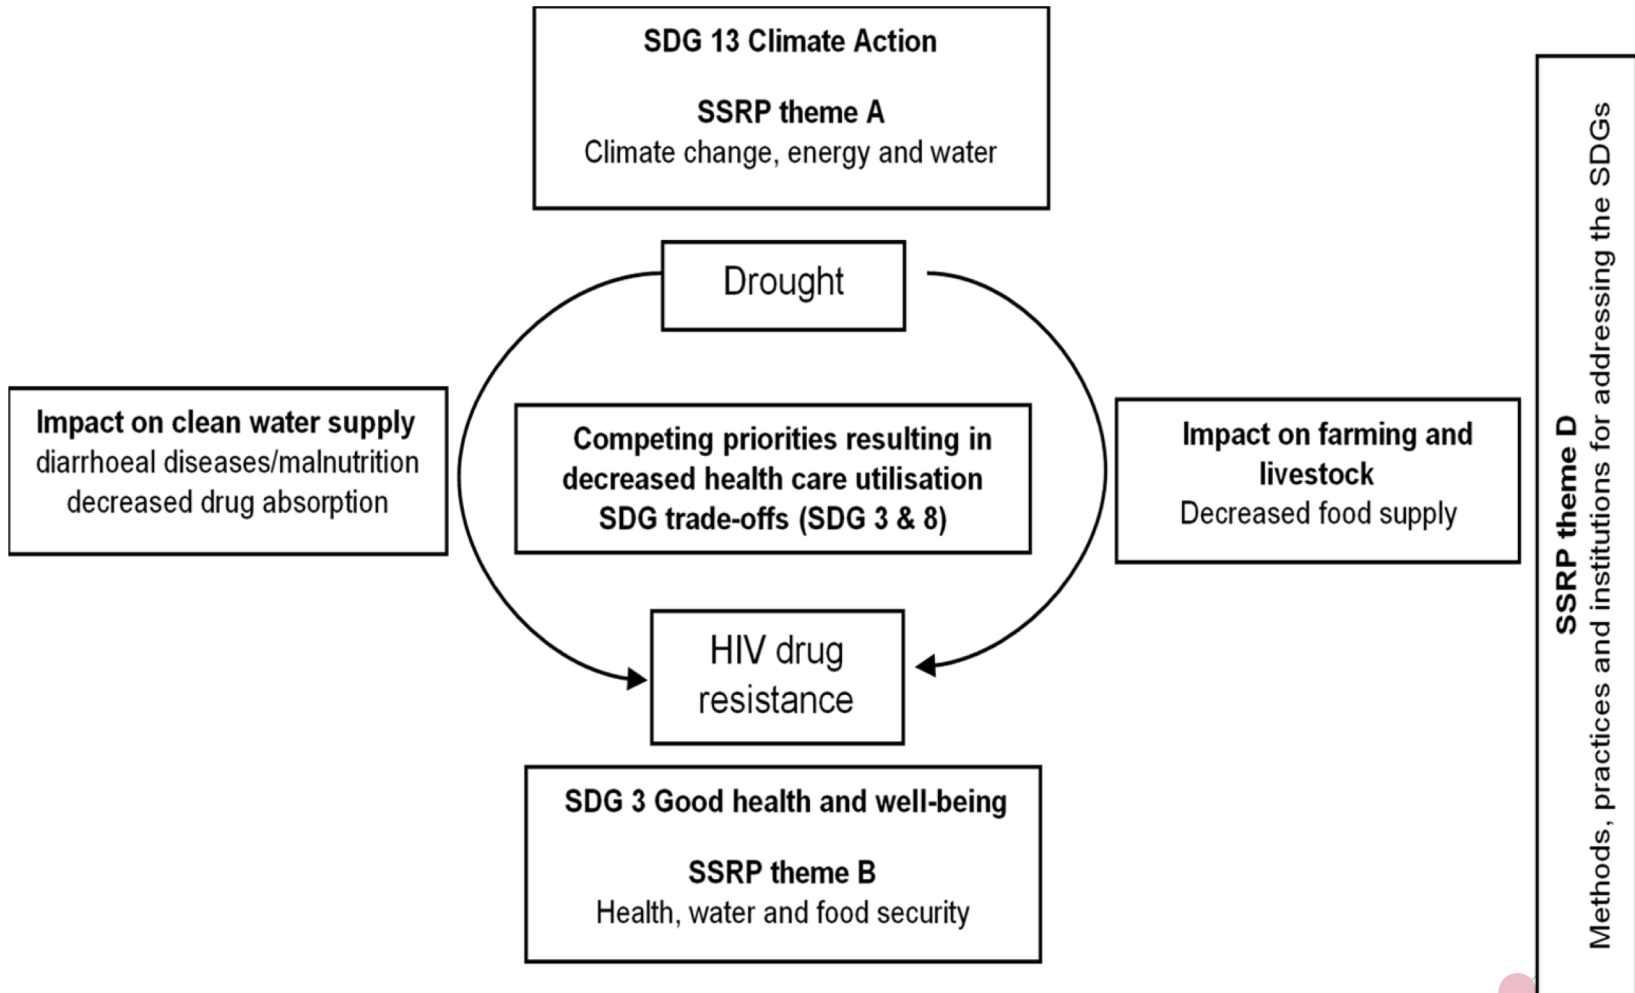 SDG 13 Climate Action
SSRP theme A
Climate change, energy and water
Drought
Impact on clean water supply
diarrhoeal diseases/malnutrition
decreased drug absorption
Competing priorities resulting in
decreased health care utilisation
SDG trade-offs (SDG 3 & 8)
Impact on farming and
livestock
Decreased food supply
HIV drug
resistance
SDG 3 Good health and well-being
SSRP theme B
Health, water and food security
SSRP theme D
Methods, practices and institutions for addressing the SDGs